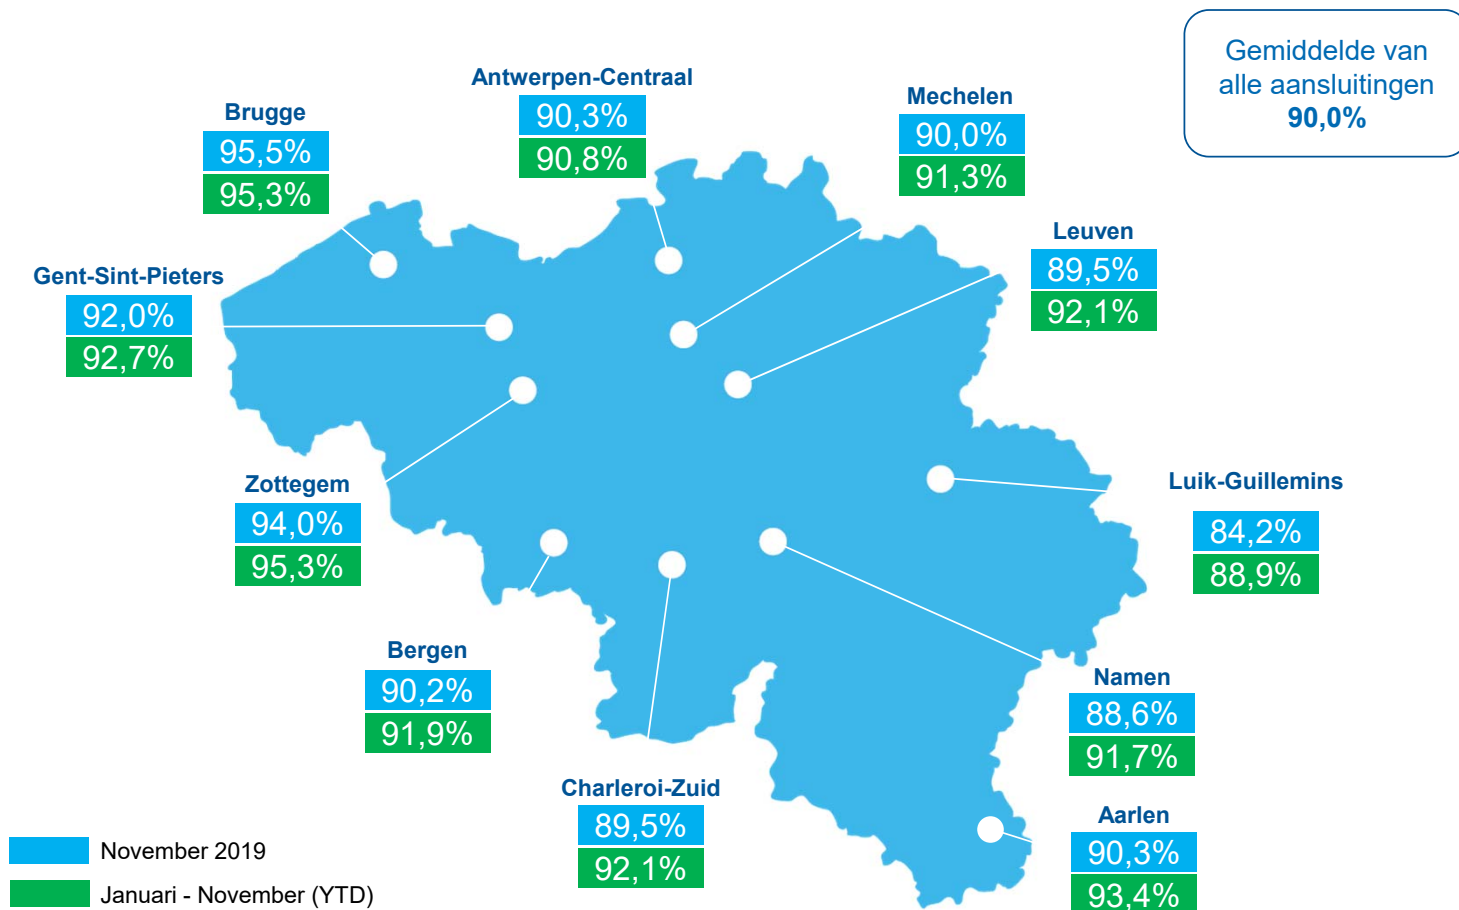 Gemiddelde van
alle aansluitingen
90,0%
Antwerpen-Centraal
90,3%
90,8%
Mechelen
90,0%
91,3%
Brugge
95,5%
95,3%
Leuven
89,5%
92,1%
Gent-Sint-Pieters
92,0%
92,7%
Zottegem
94,0%
95,3%
Luik-Guillemins
84,2%
88,9%
Bergen
90,2%
91,9%
Namen
88,6%
91,7%
Charleroi-Zuid
89,5%
92,1%
Aarlen
90,3%
93,4%
November 2019
Januari - November (YTD)